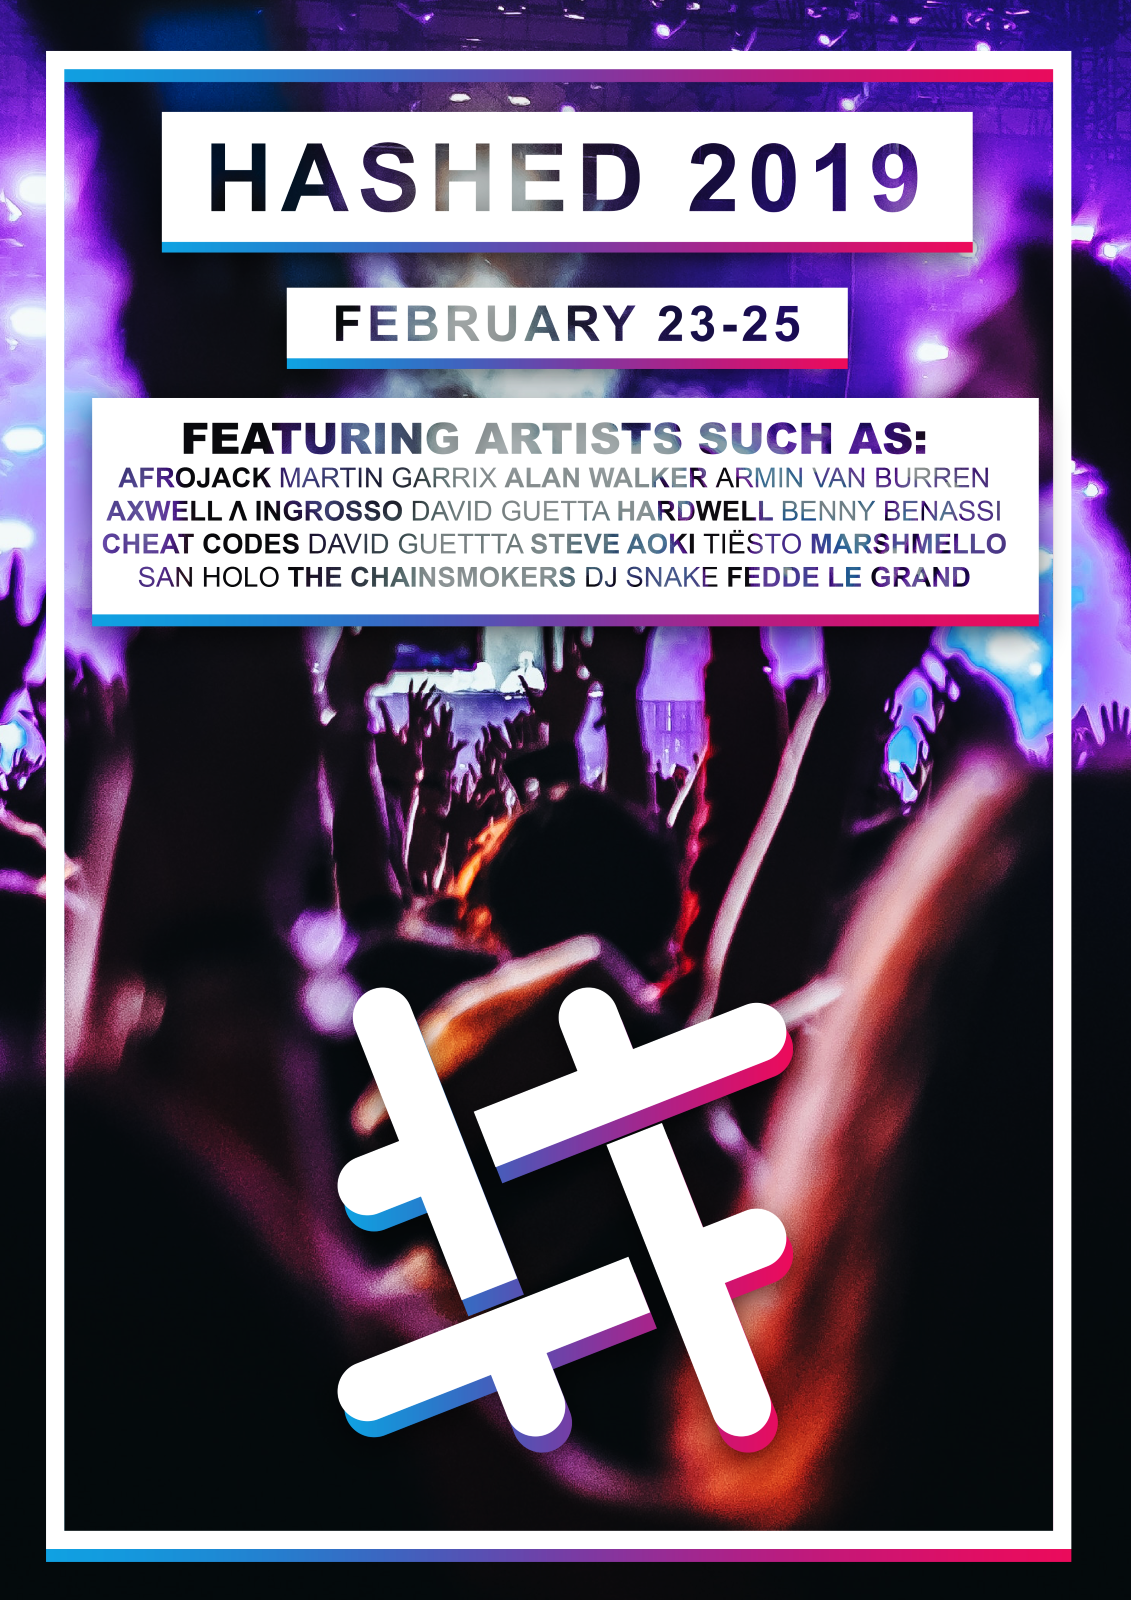 HASHED 2019
FEBRUARY 23-25
FEATURING ARTISTS SUCH AS:
AFROJACK MARTIN GARRIX ALAN WALKER ARMIN VAN BURREN
AXWELL Λ INGROSSO DAVID GUETTA HARDWELL BENNY BENASSI
CHEAT CODES DAVID GUETTTA STEVE AOKI TIËSTO MARSHMELLO
SAN HOLO THE CHAINSMOKERS DJ SNAKE FEDDE LE GRAND